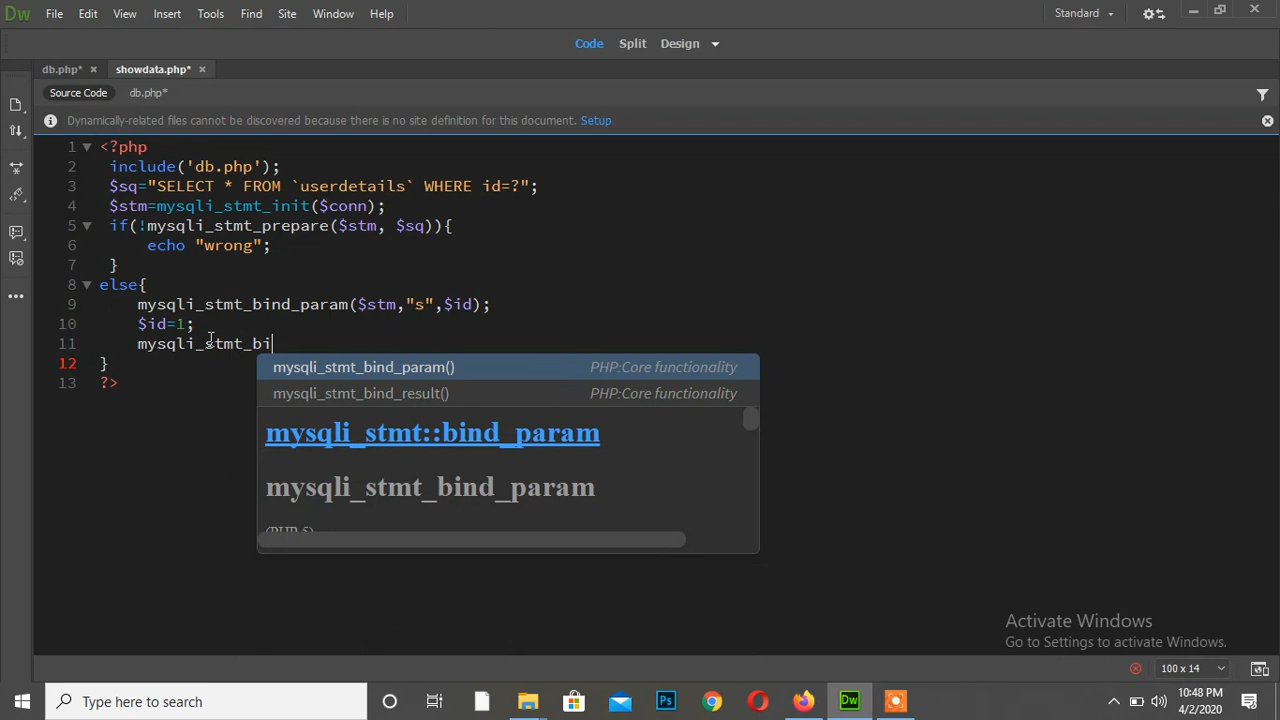 Dw File Edit View Insert Tools Find Site Window Help Standard
Code Split Design
db.php* showdata.php*
Source Code db.php*
Dynamically-related files cannot be discovered because there is no site definition for this document. Setup
1 <?php
2 include('db.php');
3 $sq="SELECT * FROM `userdetails` WHERE id=?";
4 $stm=mysqli_stmt_init($conn);
5 if(!mysqli_stmt_prepare($stm, $sq)){
6 echo "wrong";
7 }
8 else{
9 mysqli_stmt_bind_param($stm,"s",$id);
10 $id=1;
11 mysqli_stmt_bi
12 }
13 ?>
mysqli_stmt_bind_param() PHP:Core functionality
mysqli_stmt_bind_result() PHP:Core functionality
mysqli_stmt::bind_param
mysqli_stmt_bind_param
(PHP 5)
Activate Windows
Go to Settings to activate Windows.
100 x 14
Type here to search
Ps Dw
10:48 PM
4/2/2020